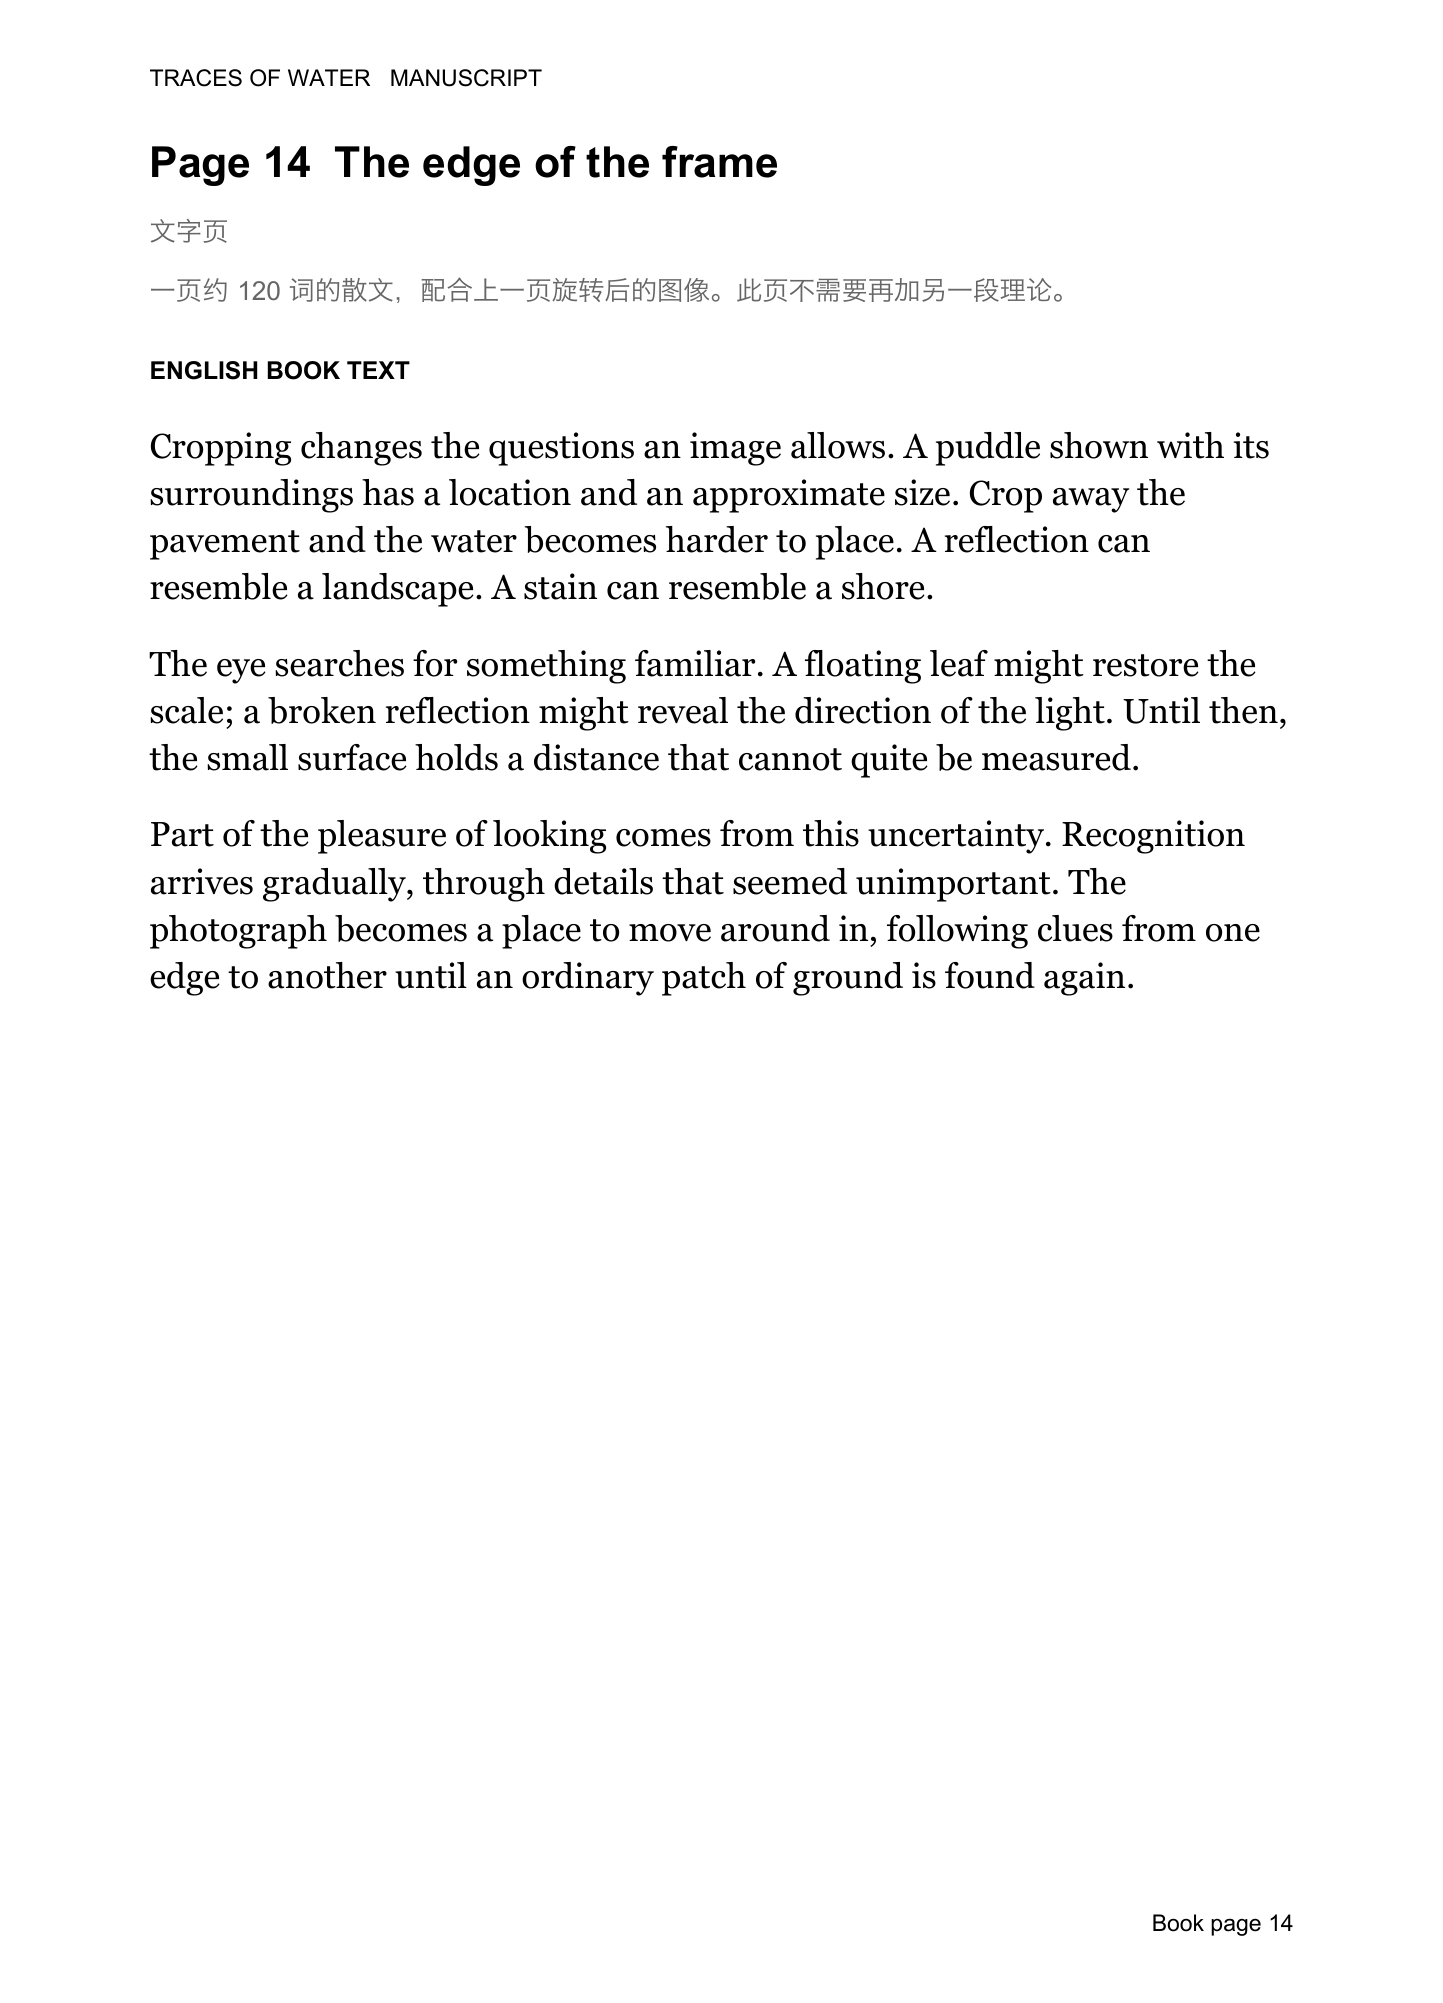 TRACES OF WATER   MANUSCRIPT
Page 14  The edge of the frame
文字页
一页约 120 词的散文，配合上一页旋转后的图像。此页不需要再加另一段理论。
ENGLISH BOOK TEXT
Cropping changes the questions an image allows. A puddle shown with its
surroundings has a location and an approximate size. Crop away the
pavement and the water becomes harder to place. A reflection can
resemble a landscape. A stain can resemble a shore.
The eye searches for something familiar. A floating leaf might restore the
scale; a broken reflection might reveal the direction of the light. Until then,
the small surface holds a distance that cannot quite be measured.
Part of the pleasure of looking comes from this uncertainty. Recognition
arrives gradually, through details that seemed unimportant. The
photograph becomes a place to move around in, following clues from one
edge to another until an ordinary patch of ground is found again.
Book page 14